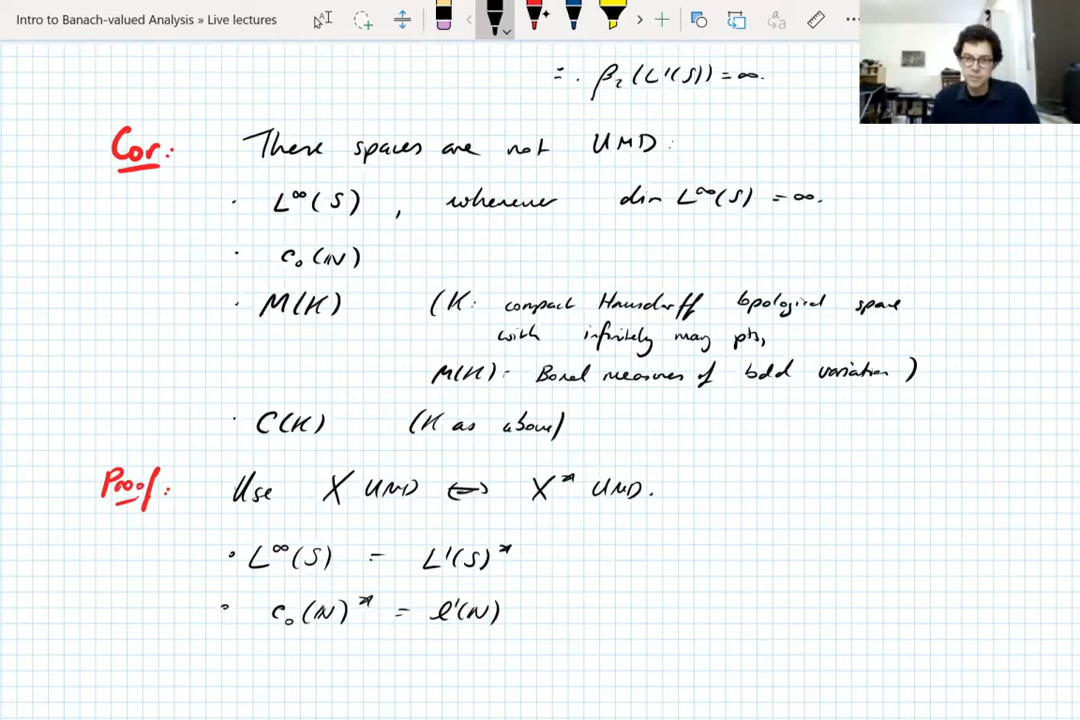 Intro to Banach-valued Analysis » Live lectures
= . β₂(L¹(S)) = ∞.
Cor: These spaces are not UMD:
· L^∞(S), whenever dim L^∞(S) = ∞.
· c₀(ℕ)
· M(K) (K: compact Hausdorff topological space
with infinitely may pts,
M(K): Borel measures of bdd variation)
· C(K) (K as above)
Proof: Use X UMD ⇔ X* UMD.
· L^∞(S) = L¹(S)*
· c₀(ℕ)* = ℓ¹(ℕ)